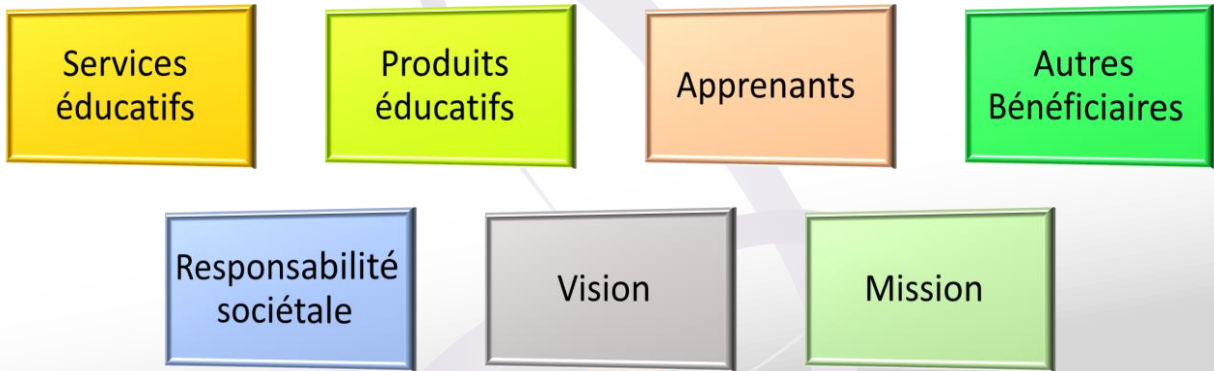 Services
éducatifs
Produits
éducatifs
Apprenants
Autres
Bénéficiaires
Responsabilité
sociétale
Vision
Mission